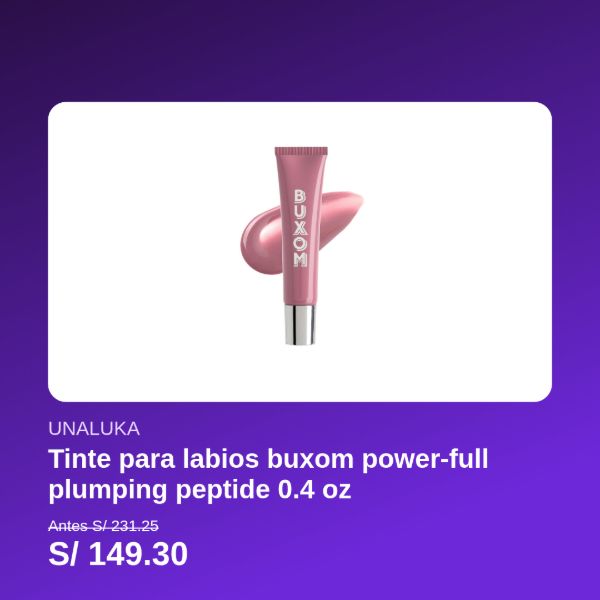 BUXOM
UNALUKA
Tinte para labios buxom power-full
plumping peptide 0.4 oz
Antes S/ 231.25
S/ 149.30